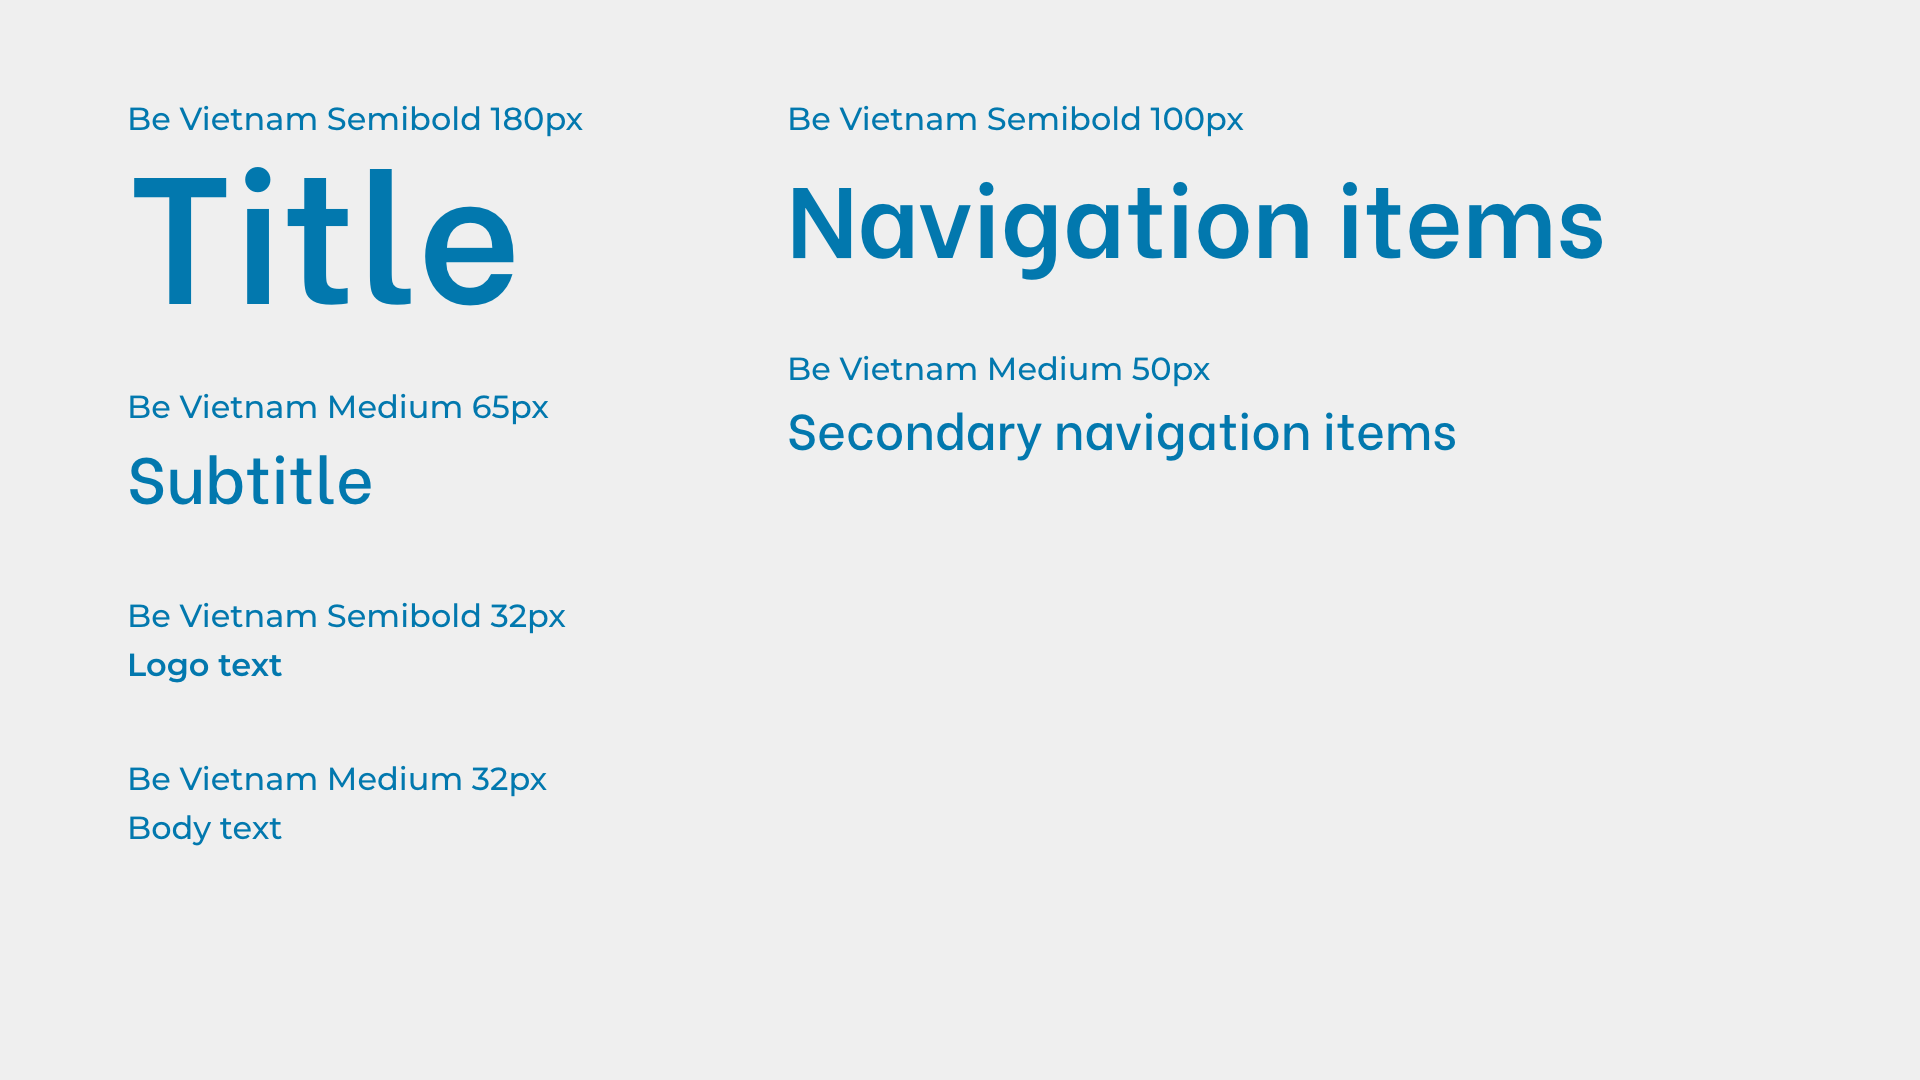 Be Vietnam Semibold 180px
Title
Be Vietnam Medium 65px
Subtitle
Be Vietnam Semibold 32px
Logo text
Be Vietnam Medium 32px
Body text
Be Vietnam Semibold 100px
Navigation items
Be Vietnam Medium 50px
Secondary navigation items